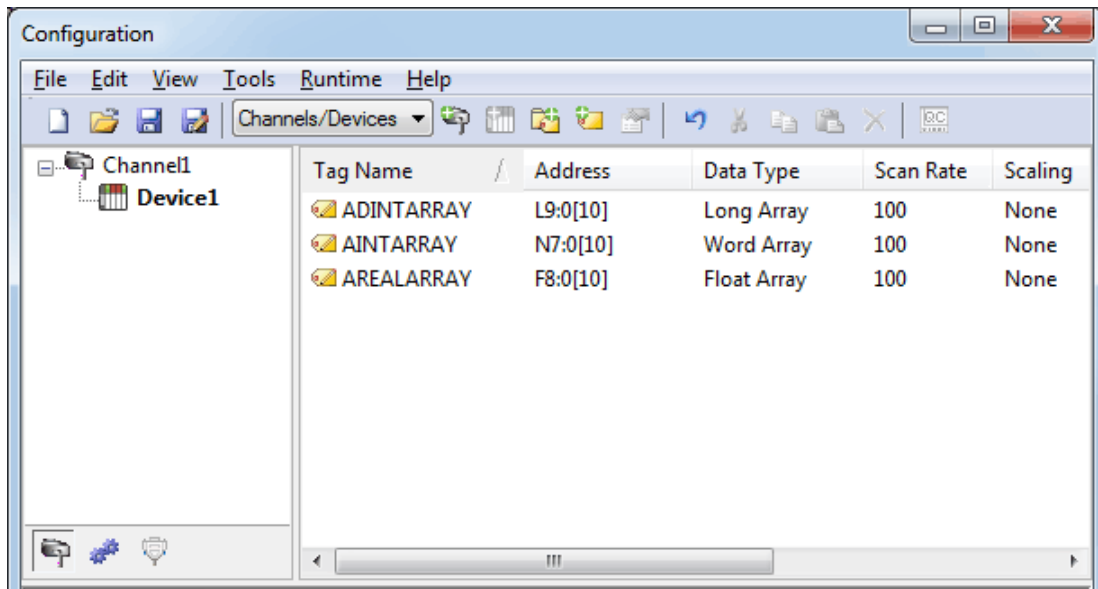 Configuration
File Edit View Tools Runtime Help
Channels/Devices
Channel1
Device1
Tag Name Address Data Type Scan Rate Scaling
ADINTARRAY L9:0[10] Long Array 100 None
AINTARRAY N7:0[10] Word Array 100 None
AREALARRAY F8:0[10] Float Array 100 None